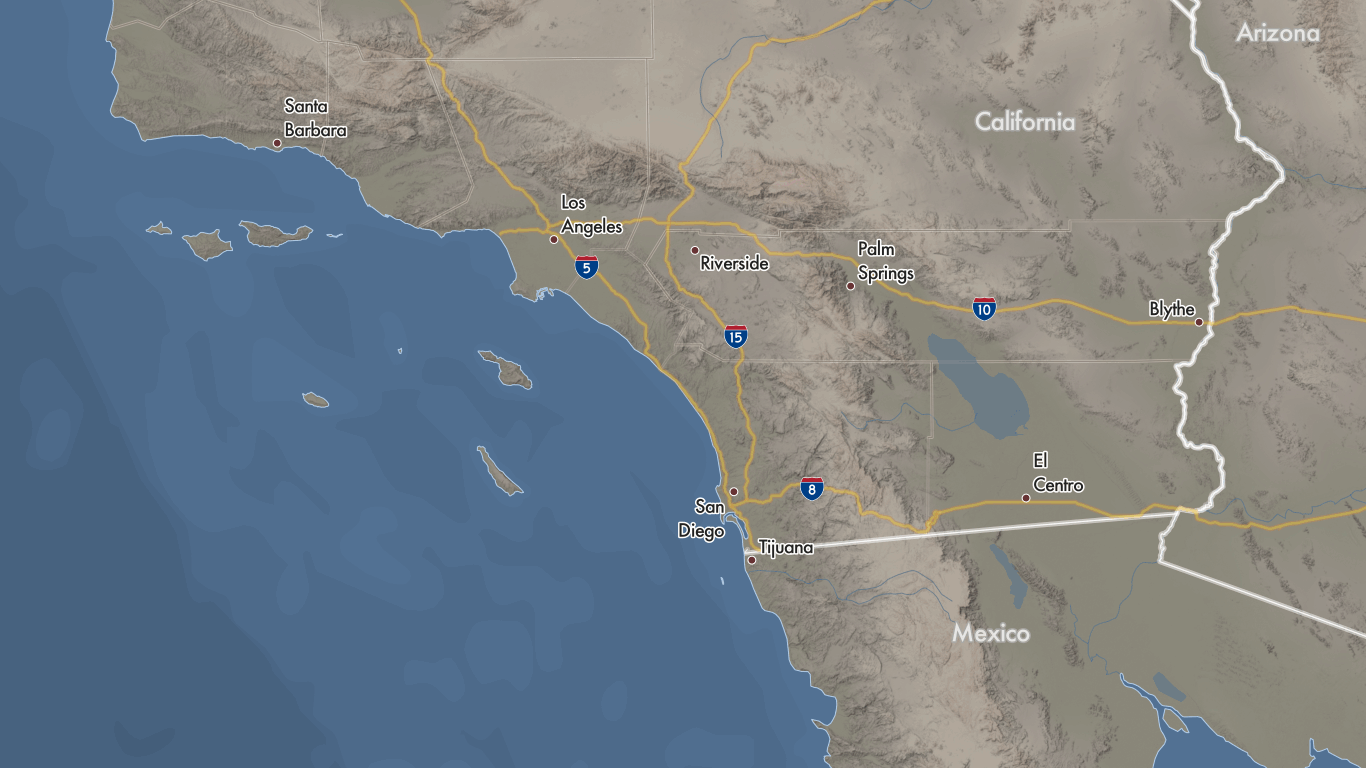 Arizona
Santa
Barbara
California
Los
Angeles
5
Riverside
Palm
Springs
10
Blythe
15
El
Centro
8
San
Diego
Tijuana
Mexico